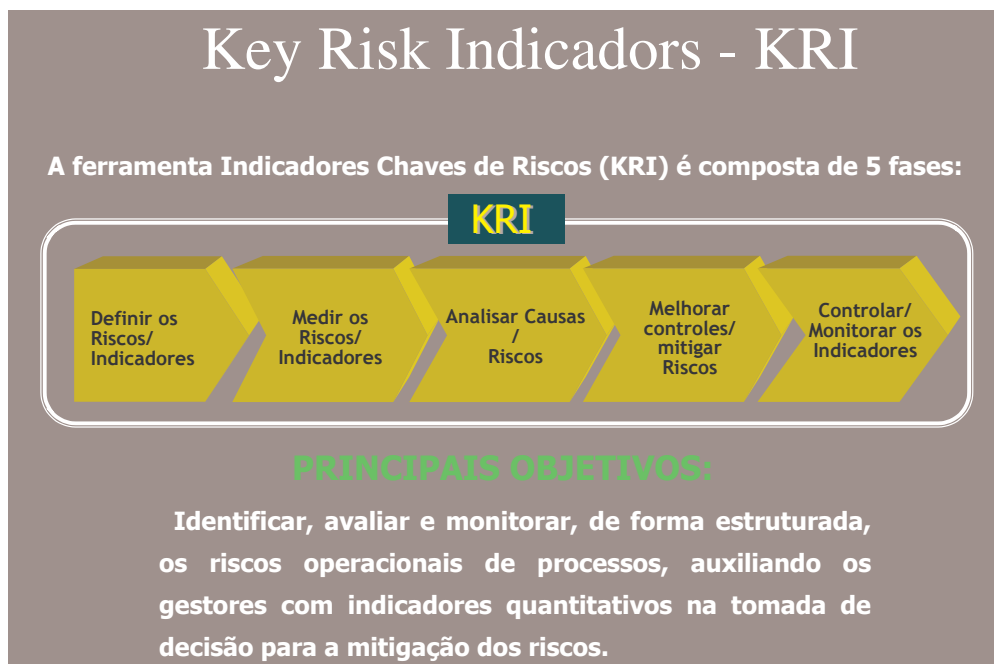 Key Risk Indicadors - KRI
A ferramenta Indicadores Chaves de Riscos (KRI) é composta de 5 fases:
KRI
Definir os
Riscos/
Indicadores
Medir os
Riscos/
Indicadores
Analisar Causas
/
Riscos
Melhorar
controles/
mitigar
Riscos
Controlar/
Monitorar os
Indicadores
PRINCIPAIS OBJETIVOS:
Identificar, avaliar e monitorar, de forma estruturada,
os riscos operacionais de processos, auxiliando os
gestores com indicadores quantitativos na tomada de
decisão para a mitigação dos riscos.